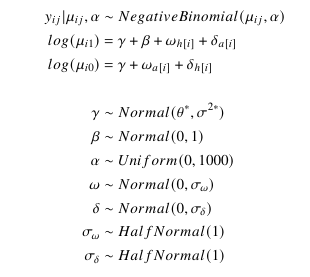 y_{ij}|μ_{ij}, α ∼ NegativeBinomial(μ_{ij}, α)
log(μ_{i1}) = γ + β + ω_{h[i]} + δ_{a[i]}
log(μ_{i0}) = γ + ω_{a[i]} + δ_{h[i]}
γ ∼ Normal(θ^*, σ^{2*})
β ∼ Normal(0, 1)
α ∼ Uniform(0, 1000)
ω ∼ Normal(0, σ_ω)
δ ∼ Normal(0, σ_δ)
σ_ω ∼ HalfNormal(1)
σ_δ ∼ HalfNormal(1)